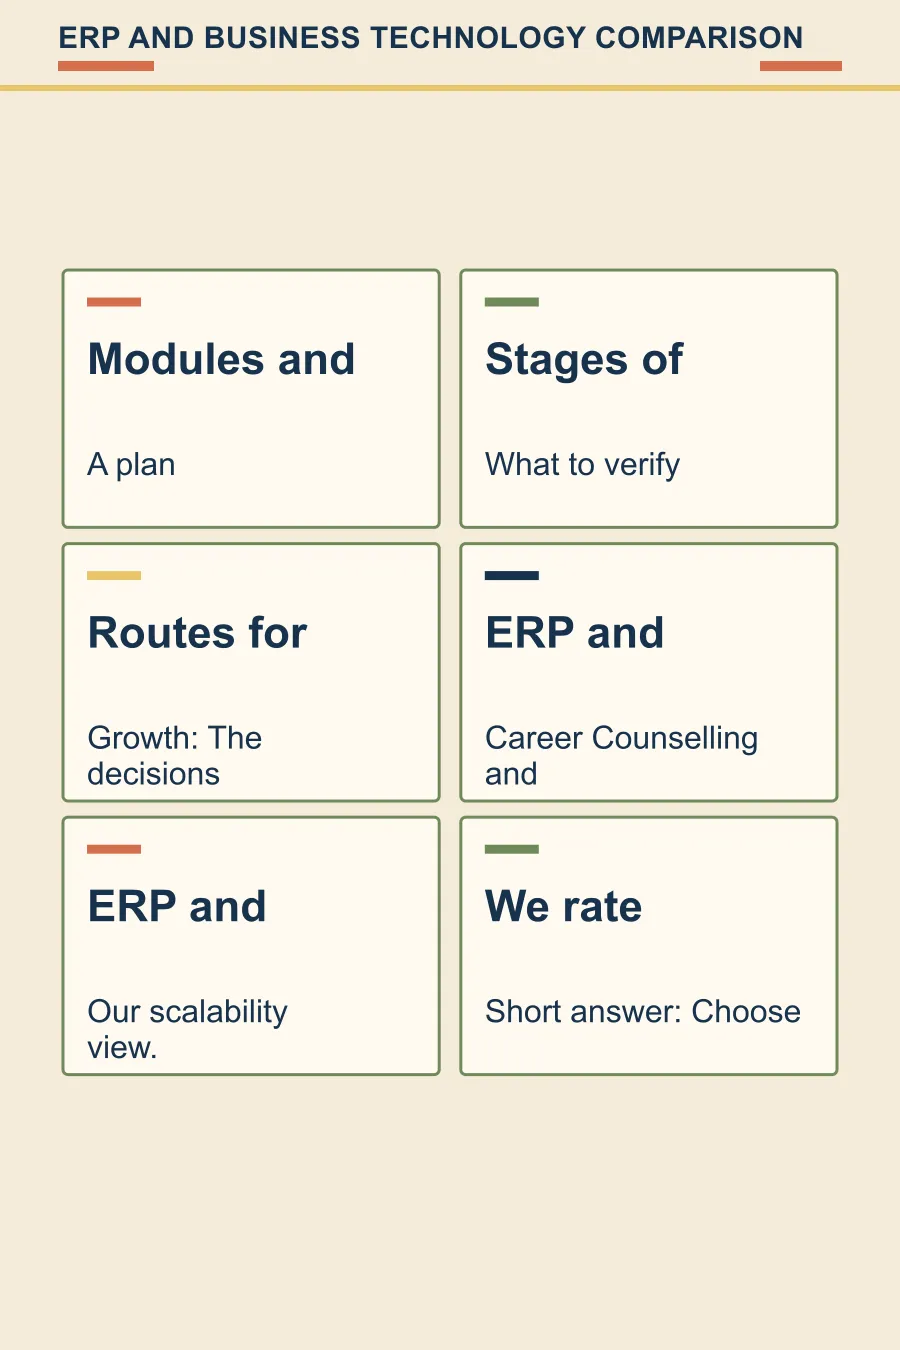 ERP AND BUSINESS TECHNOLOGY COMPARISON
Modules and
A plan
Stages of
What to verify
Routes for
Growth: The
decisions
ERP and
Career Counselling
and
ERP and
Our scalability
view.
We rate
Short answer: Choose